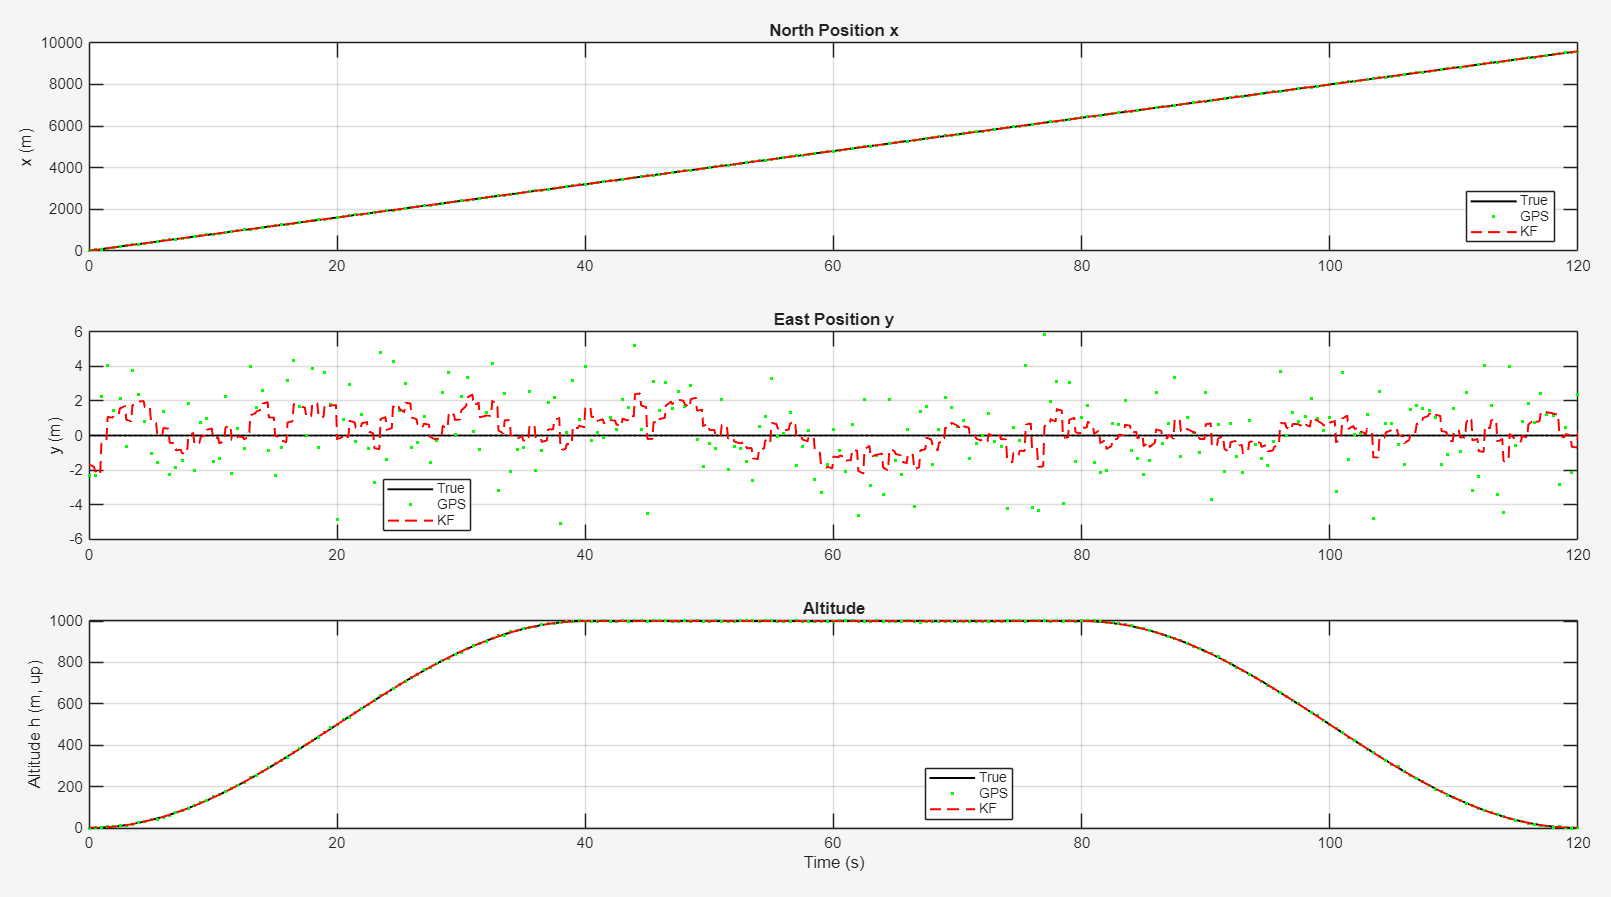 North Position x
10000
8000
6000
4000
2000
0
x (m)
True
GPS
KF
0 20 40 60 80 100 120
East Position y
6
4
2
0
-2
-4
-6
y (m)
True
GPS
KF
0 20 40 60 80 100 120
Altitude
1000
800
600
400
200
0
Altitude h (m, up)
True
GPS
KF
0 20 40 60 80 100 120
Time (s)